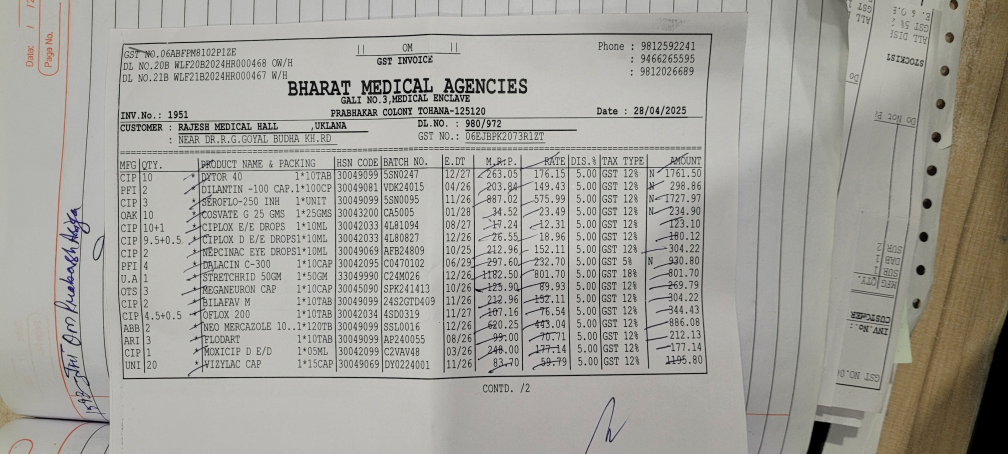 GST NO.06ABFPM8102P1ZE
DL NO.20B WLF20B2024HR000468 OW/H
DL NO.21B WLF21B2024HR000467 W/H
|| OM ||
GST INVOICE
Phone : 9812592241
: 9466265595
: 9812026689
BHARAT MEDICAL AGENCIES
GALI NO.3,MEDICAL ENCLAVE
PRABHAKAR COLONY TOHANA-125120
INV.No.: 1951
Date : 28/04/2025
CUSTOMER : RAJESH MEDICAL HALL ,UKLANA
: NEAR DR.R.G.GOYAL BUDHA KH.RD
DL.NO. : 980/972
GST NO.: 06EJBPK2073R1ZT
MFG QTY. PRODUCT NAME & PACKING HSN CODE BATCH NO. E.DT M.R.P. RATE DIS.% TAX TYPE AMOUNT
CIP 10 * DYTOR 40 1*10TAB 30049099 5SN0247 12/27 263.05 176.15 5.00 GST 12% N 1761.50
PFI 2 * DILANTIN -100 CAP.1*100CP 30049081 VDK24015 04/26 203.84 149.43 5.00 GST 12% N 298.86
CIP 3 * SEROFLO-250 INH 1*UNIT 30049099 5SN0095 11/26 887.02 575.99 5.00 GST 12% N 1727.97
OAK 10 * COSVATE G 25 GMS 1*25GMS 30043200 CA5005 01/28 34.52 23.49 5.00 GST 12% N 234.90
CIP 10+1 * CIPLOX E/E DROPS 1*10ML 30042033 4L81094 08/27 17.24 12.31 5.00 GST 12% 123.10
CIP 9.5+0.5 * CIPLOX D E/E DROPS1*10ML 30042033 4L80827 12/26 26.55 18.96 5.00 GST 12% 180.12
CIP 2 * NEPCINAC EYE DROPS1*10ML 30049069 AFB24809 10/25 212.96 152.11 5.00 GST 12% 304.22
PFI 4 * DALACIN C-300 1*10CAP 30042095 C0470102 06/29 297.60 232.70 5.00 GST 5% N 930.80
U.A 1 * STRETCHRID 50GM 1*50GM 33049990 C24M026 12/26 1182.50 801.70 5.00 GST 18% 801.70
OTS 3 * MEGANEURON CAP 1*10CAP 30045090 SPK241413 10/26 125.90 89.93 5.00 GST 12% 269.79
CIP 2 * BILAFAV M 1*10TAB 30049099 24S2GTD409 11/26 212.96 152.11 5.00 GST 12% 304.22
CIP 4.5+0.5 * OFLOX 200 1*10TAB 30042034 4SD0319 11/27 107.16 76.54 5.00 GST 12% 344.43
ABB 2 * NEO MERCAZOLE 10..1*120TB 30049099 SSL0016 12/26 620.25 443.04 5.00 GST 12% 886.08
ARI 3 * FLODART 1*10TAB 30049099 AP240055 08/26 99.00 70.71 5.00 GST 12% 212.13
CIP 1 * MOXICIP D E/D 1*05ML 30042099 C2VAV48 03/26 248.00 177.14 5.00 GST 12% 177.14
UNI 20 * VIZYLAC CAP 1*15CAP 30049069 DY0224001 11/26 83.70 59.79 5.00 GST 12% 1195.80
CONTD. /2
Date: / / 2
Page No.
STOCKIST
E. & O.E
GST 5%
ALL DISE
Do Not P
MFG QTY.
INV.No.:
CUSTOMER
GST NO.0